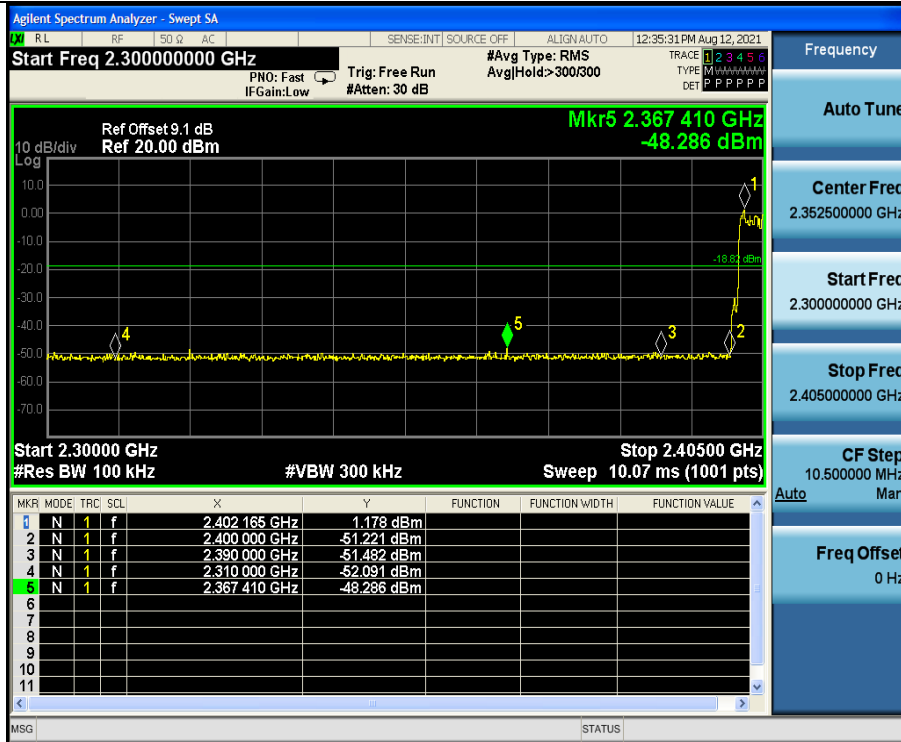 Agilent Spectrum Analyzer - Swept SA
LXI RL RF 50 Ω AC SENSE:INT SOURCE OFF ALIGN AUTO 12:35:31 PM Aug 12, 2021
Start Freq 2.300000000 GHz
PNO: Fast
IFGain:Low
Trig: Free Run
#Atten: 30 dB
#Avg Type: RMS
Avg|Hold:>300/300
TRACE 1 2 3 4 5 6
TYPE M
DET P P P P P P
Mkr5 2.367 410 GHz
-48.286 dBm
Ref Offset 9.1 dB
10 dB/div Ref 20.00 dBm
Log
10.0
0.00
-10.0
-20.0
-30.0
-40.0
-50.0
-60.0
-70.0
1
-18.82 dBm
4
5
3
2
Start 2.30000 GHz Stop 2.40500 GHz
#Res BW 100 kHz #VBW 300 kHz Sweep 10.07 ms (1001 pts)
MKR MODE TRC SCL X Y FUNCTION FUNCTION WIDTH FUNCTION VALUE
1 N 1 f 2.402 165 GHz 1.178 dBm
2 N 1 f 2.400 000 GHz -51.221 dBm
3 N 1 f 2.390 000 GHz -51.482 dBm
4 N 1 f 2.310 000 GHz -52.091 dBm
5 N 1 f 2.367 410 GHz -48.286 dBm
6
7
8
9
10
11
MSG STATUS
Frequency
Auto Tune
Center Freq
2.352500000 GHz
Start Freq
2.300000000 GHz
Stop Freq
2.405000000 GHz
CF Step
10.500000 MHz
Auto Man
Freq Offset
0 Hz